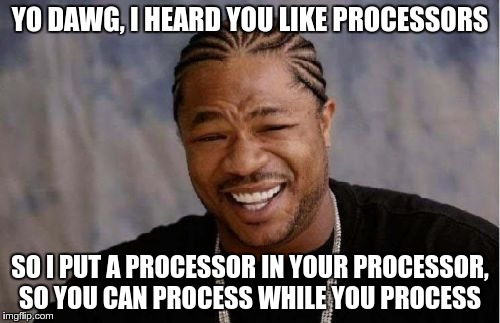 YO DAWG, I HEARD YOU LIKE PROCESSORS
SO I PUT A PROCESSOR IN YOUR PROCESSOR,
SO YOU CAN PROCESS WHILE YOU PROCESS
imgflip.com